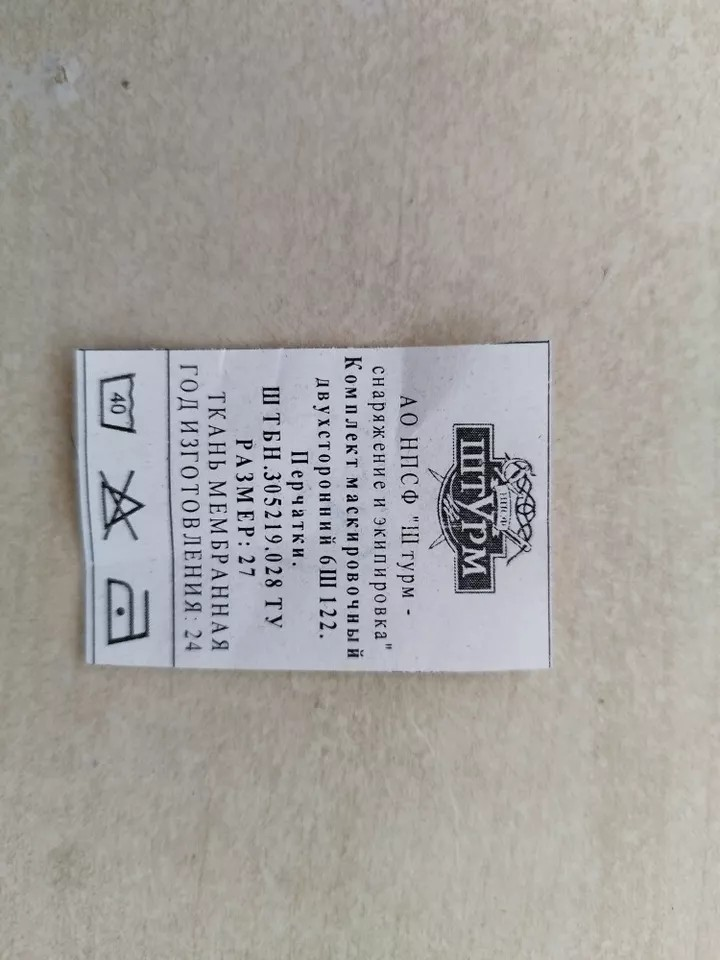 ШТУРМ
АО НПСФ "Штурм -
снаряжение и экипировка"
Комплект маскировочный
двухсторонний 6Ш122.
Перчатки.
ШТБН.305219.028 ТУ
РАЗМЕР: 27
ТКАНЬ МЕМБРАННАЯ
ГОД ИЗГОТОВЛЕНИЯ: 24
40